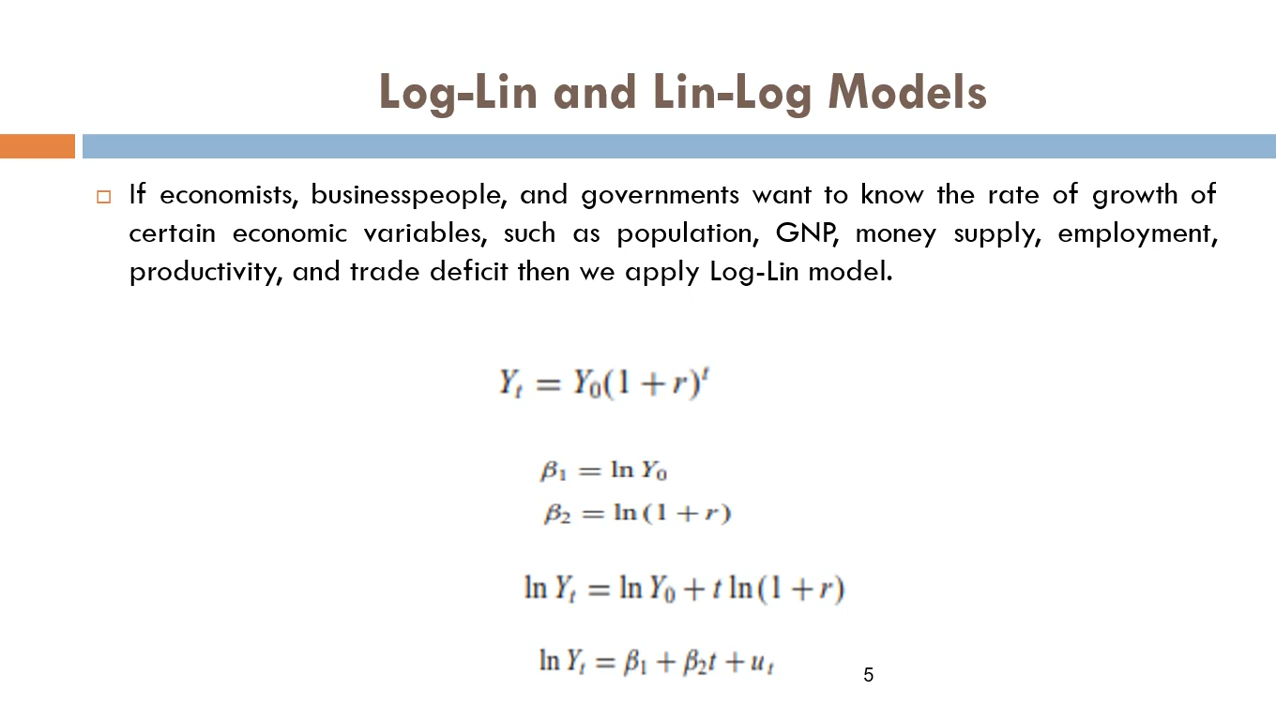 Log-Lin and Lin-Log Models
If economists, businesspeople, and governments want to know the rate of growth of
certain economic variables, such as population, GNP, money supply, employment,
productivity, and trade deficit then we apply Log-Lin model.
Yₜ = Y₀(1 + r)ᵗ
β₁ = ln Y₀
β₂ = ln (1 + r)
ln Yₜ = ln Y₀ + t ln (1 + r)
ln Yₜ = β₁ + β₂t + uₜ
5